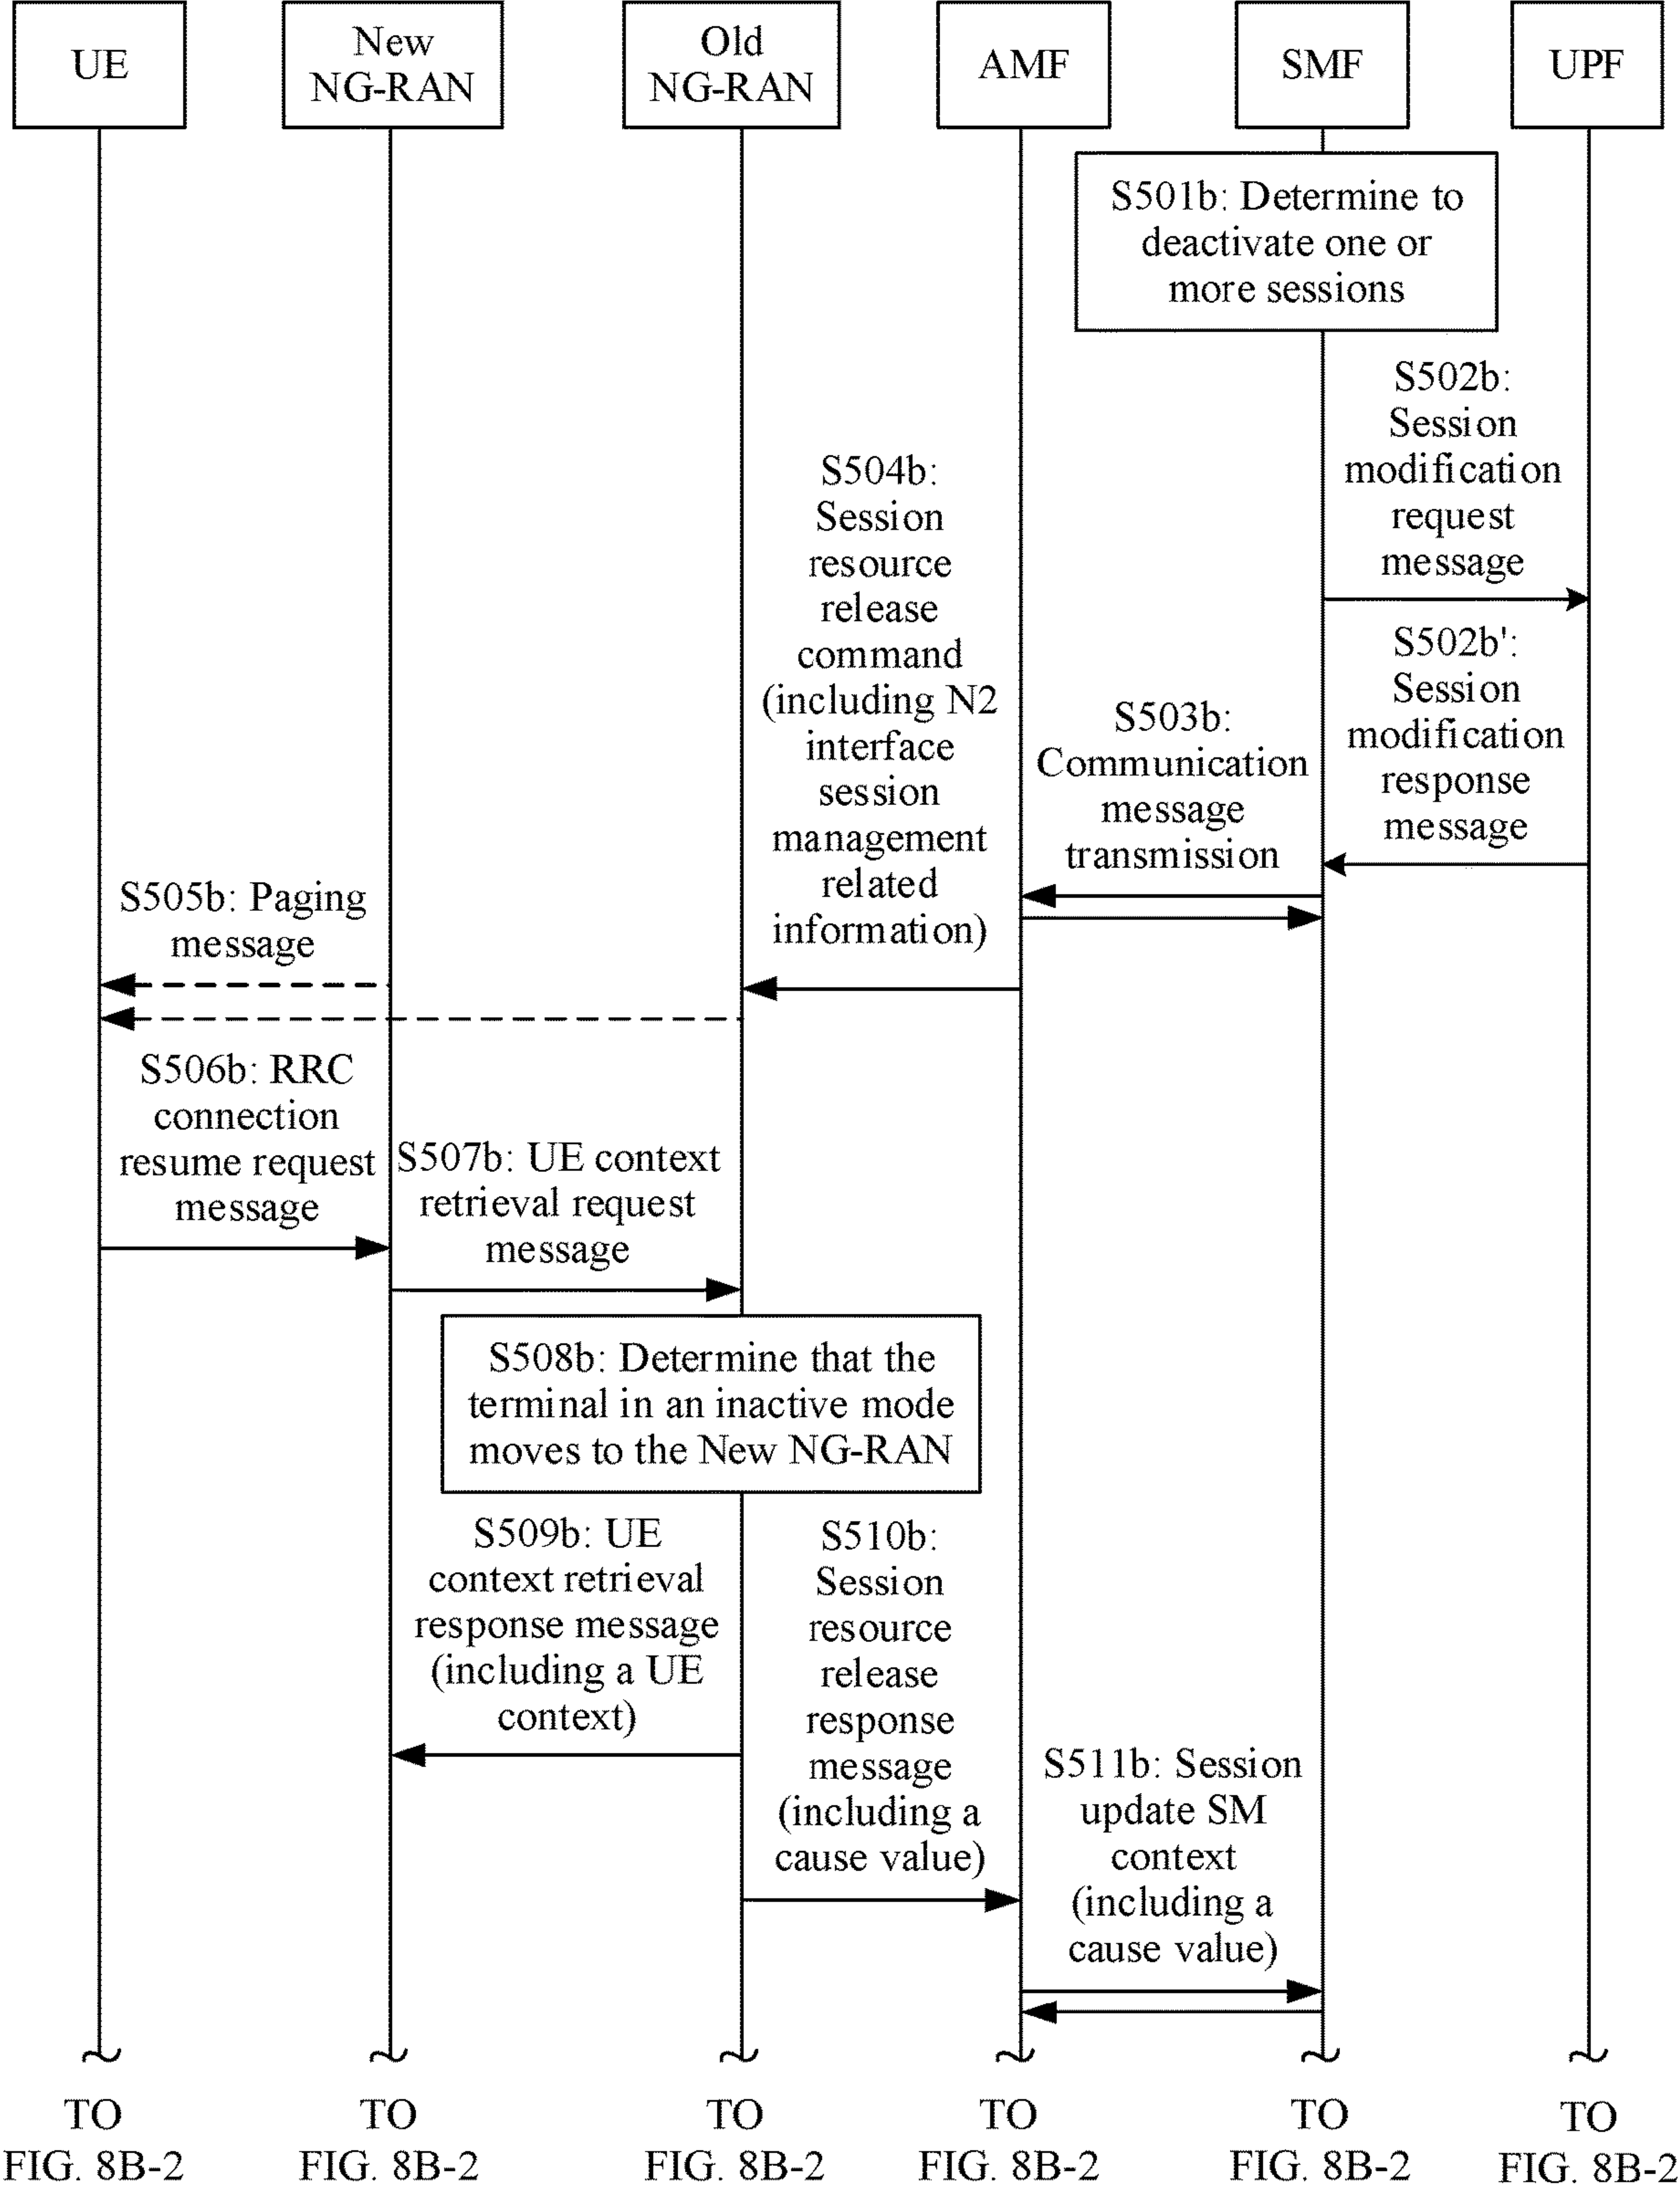 UE
New
NG-RAN
Old
NG-RAN
AMF
SMF
UPF
S501b: Determine to
deactivate one or
more sessions
S502b:
Session
modification
request
message
S502b':
Session
modification
response
message
S503b:
Communication
message
transmission
S504b:
Session
resource
release
command
(including N2
interface
session
management
related
information)
S505b: Paging
message
S506b: RRC
connection
resume request
message
S507b: UE context
retrieval request
message
S508b: Determine that the
terminal in an inactive mode
moves to the New NG-RAN
S509b: UE
context retrieval
response message
(including a UE
context)
S510b:
Session
resource
release
response
message
(including a
cause value)
S511b: Session
update SM
context
(including a
cause value)
TO
FIG. 8B-2
TO
FIG. 8B-2
TO
FIG. 8B-2
TO
FIG. 8B-2
TO
FIG. 8B-2
TO
FIG. 8B-2